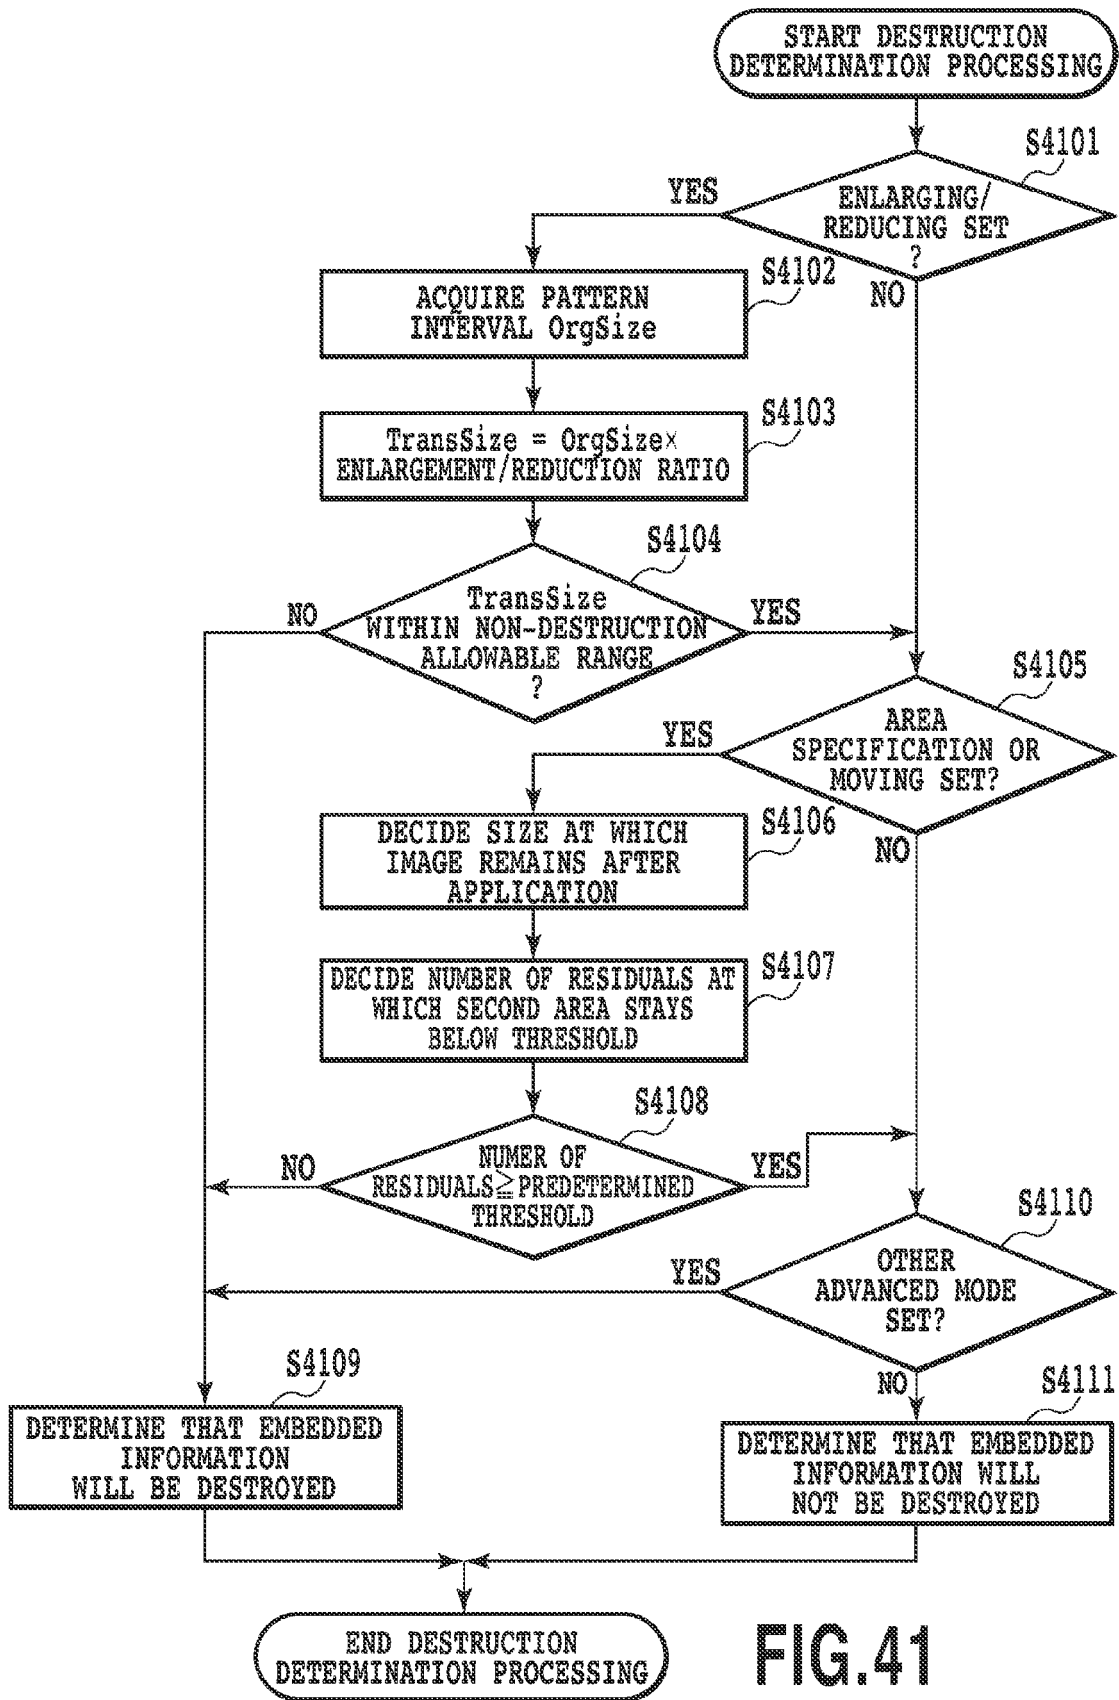 START DESTRUCTION
DETERMINATION PROCESSING
S4101
YES
ENLARGING/
REDUCING SET
?
NO
S4102
ACQUIRE PATTERN
INTERVAL OrgSize
S4103
TransSize = OrgSize×
ENLARGEMENT/REDUCTION RATIO
S4104
NO
TransSize
WITHIN NON-DESTRUCTION
ALLOWABLE RANGE
?
YES
S4105
YES
AREA
SPECIFICATION OR
MOVING SET?
NO
S4106
DECIDE SIZE AT WHICH
IMAGE REMAINS AFTER
APPLICATION
S4107
DECIDE NUMBER OF RESIDUALS AT
WHICH SECOND AREA STAYS
BELOW THRESHOLD
S4108
NO
NUMER OF
RESIDUALS≧PREDETERMINED
THRESHOLD
YES
S4110
YES
OTHER
ADVANCED MODE
SET?
NO
S4109
DETERMINE THAT EMBEDDED
INFORMATION
WILL BE DESTROYED
S4111
DETERMINE THAT EMBEDDED
INFORMATION WILL
NOT BE DESTROYED
END DESTRUCTION
DETERMINATION PROCESSING
FIG.41